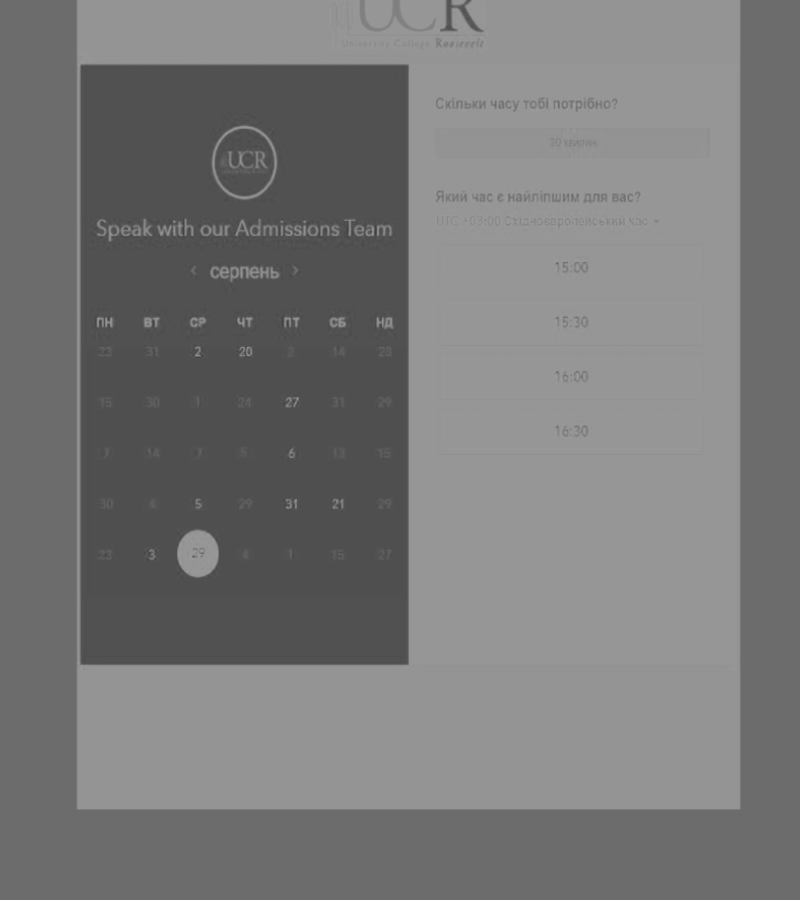 UCR
University College Roosevelt
UCR
Speak with our Admissions Team
‹ серпень ›
ПН ВТ СР ЧТ ПТ СБ НД
23 31 2 20 2 14 28
15 30 1 24 27 31 29
7 14 7 5 6 13 15
30 4 5 29 31 21 29
23 3 29 4 1 15 27
Скільки часу тобі потрібно?
30 хвилин
Який час є найліпшим для вас?
UTC +03:00 Східноєвропейський час
15:00
15:30
16:00
16:30